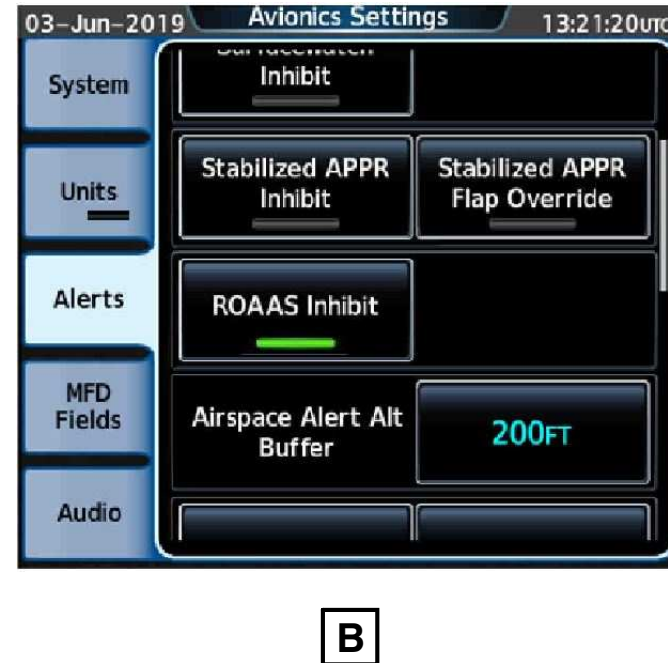 03-Jun-2019 Avionics Settings 13:21:20UTC
System
Inhibit
Stabilized APPR
Inhibit
Stabilized APPR
Flap Override
Units
Alerts
ROAAS Inhibit
MFD
Fields
Airspace Alert Alt
Buffer
200FT
Audio
B